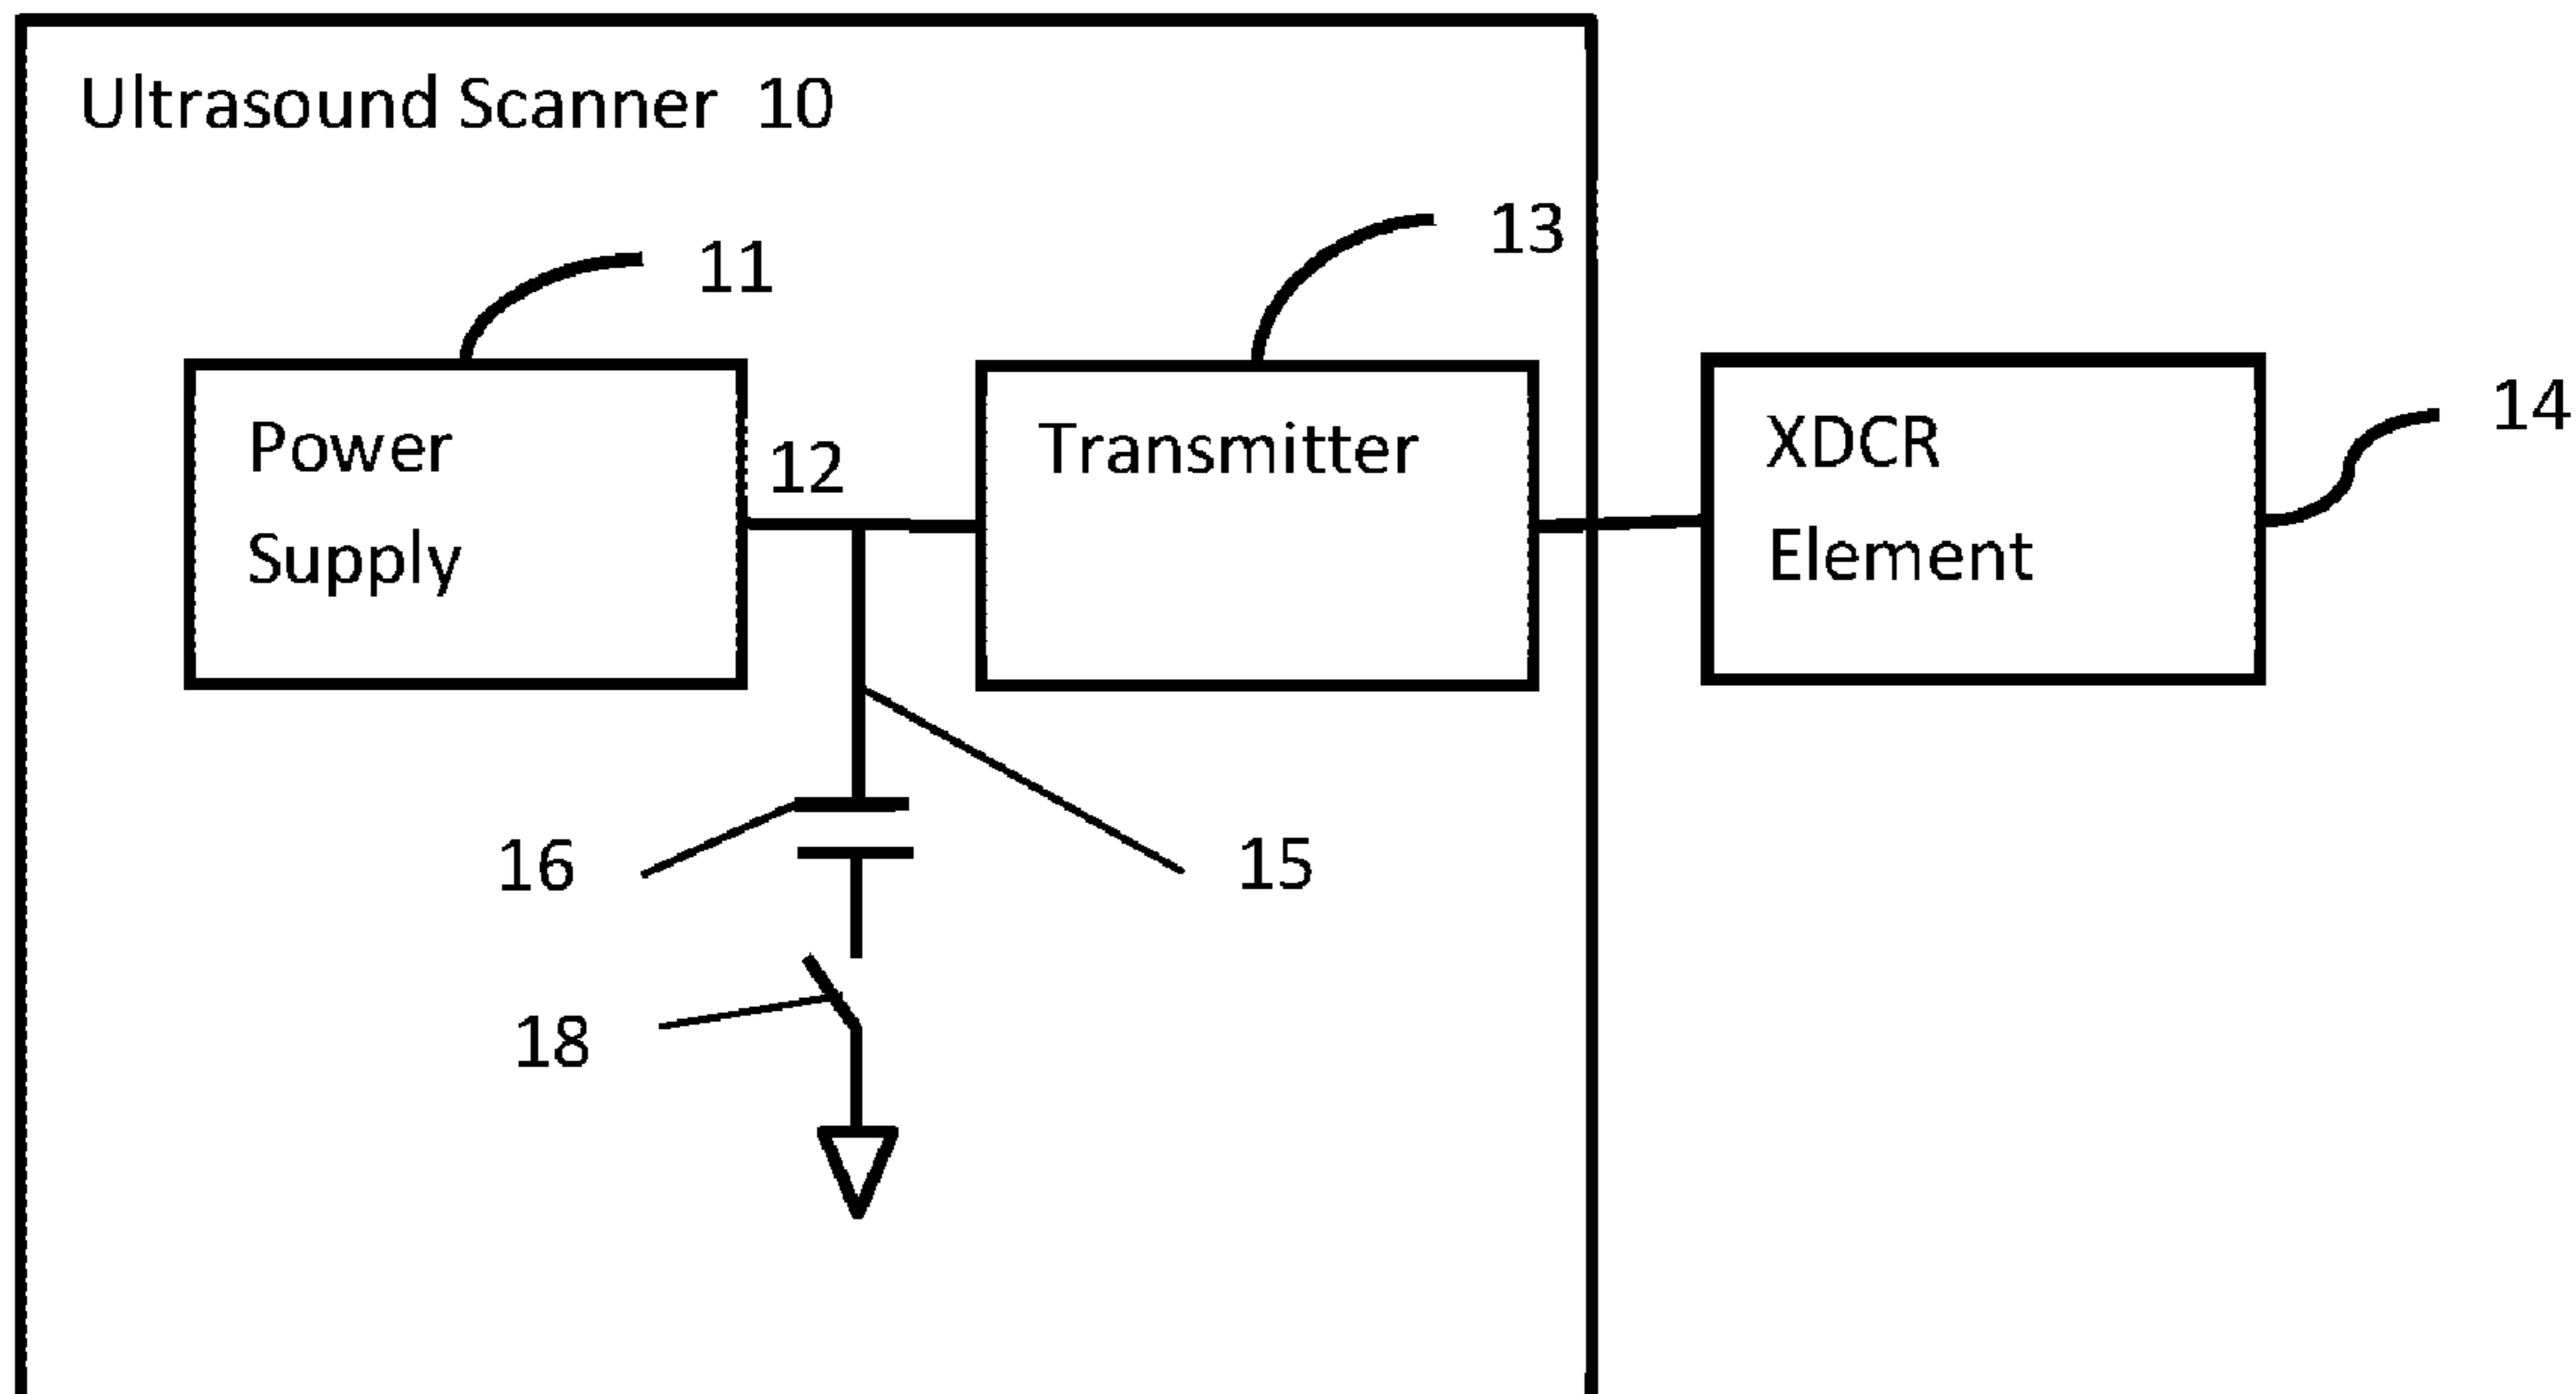 Ultrasound Scanner 10
11
13
Power
Supply
12
Transmitter
XDCR
Element
14
16
15
18